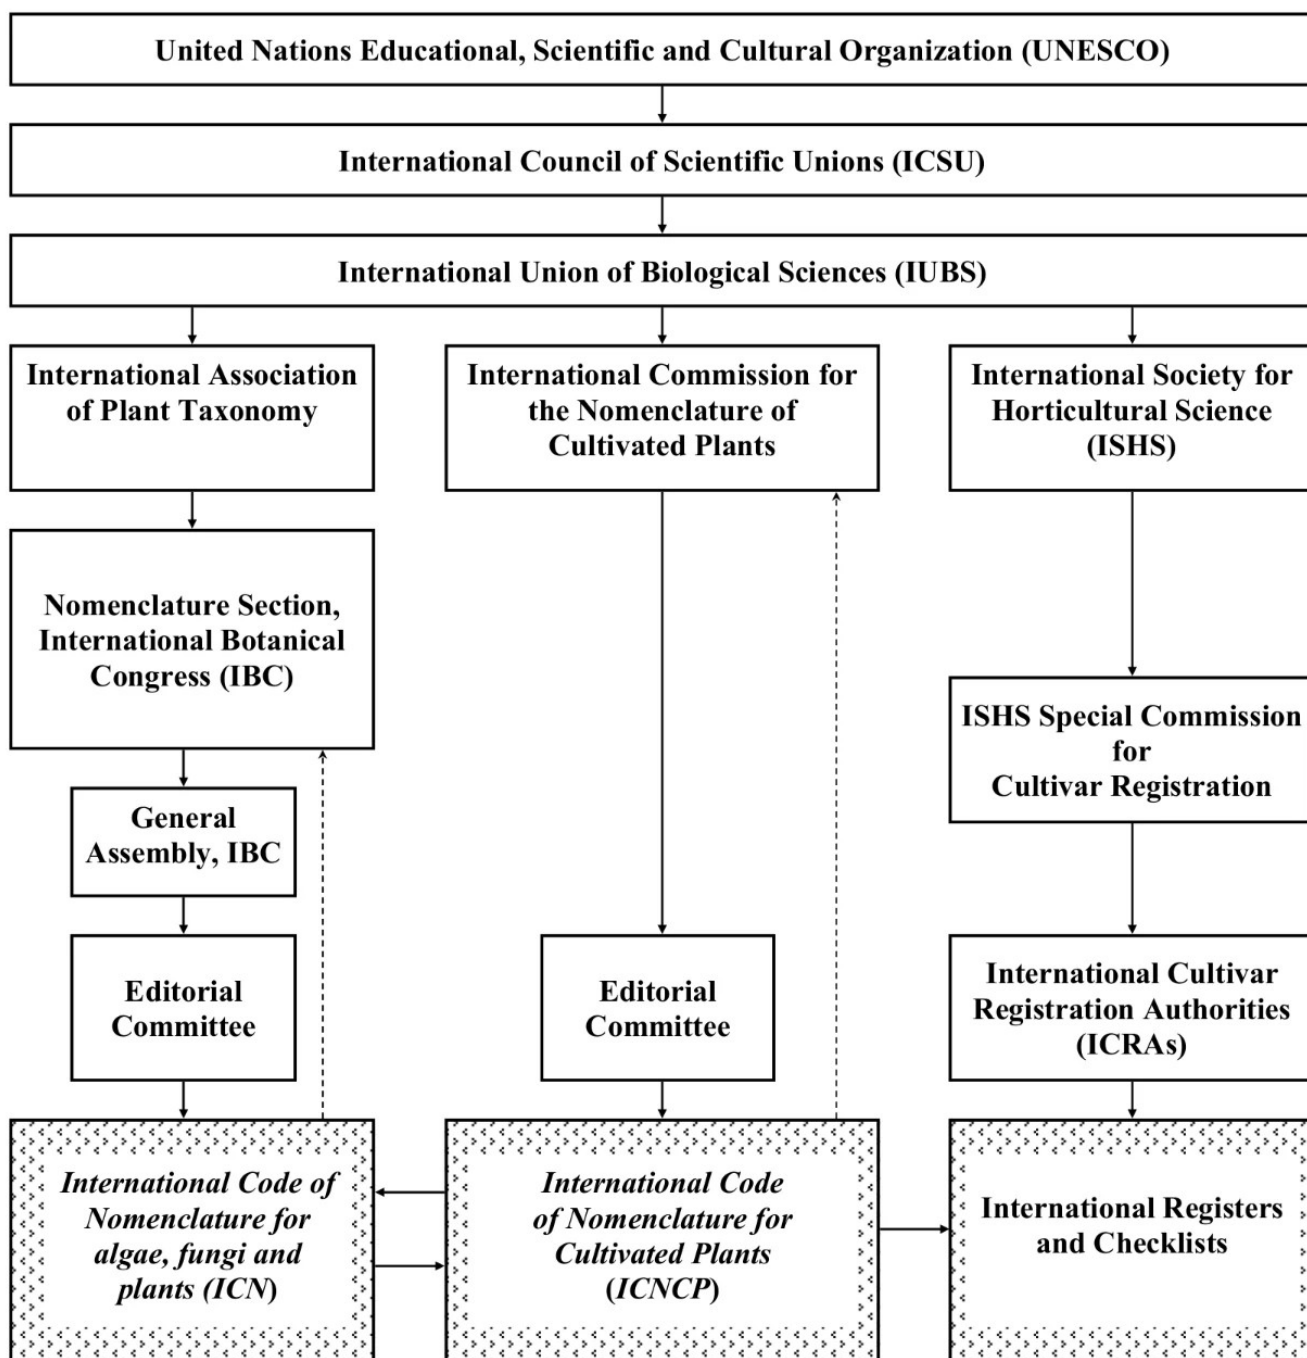 United Nations Educational, Scientific and Cultural Organization (UNESCO)
International Council of Scientific Unions (ICSU)
International Union of Biological Sciences (IUBS)
International Association
of Plant Taxonomy
International Commission for
the Nomenclature of
Cultivated Plants
International Society for
Horticultural Science
(ISHS)
Nomenclature Section,
International Botanical
Congress (IBC)
ISHS Special Commission
for
Cultivar Registration
General
Assembly, IBC
Editorial
Committee
Editorial
Committee
International Cultivar
Registration Authorities
(ICRAs)
International Code of
Nomenclature for
algae, fungi and
plants (ICN)
International Code
of Nomenclature for
Cultivated Plants
(ICNCP)
International Registers
and Checklists